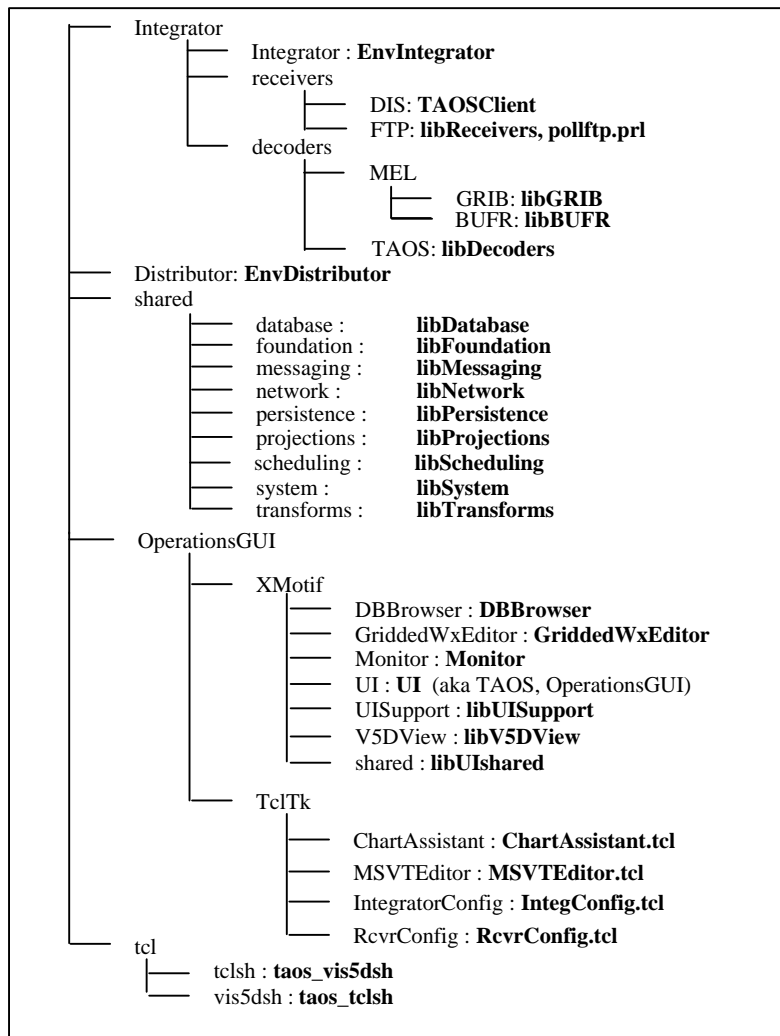 Integrator
Integrator : EnvIntegrator
receivers
DIS: TAOSClient
FTP: libReceivers, pollftp.prl
decoders
MEL
GRIB: libGRIB
BUFR: libBUFR
TAOS: libDecoders
Distributor: EnvDistributor
shared
database : libDatabase
foundation : libFoundation
messaging : libMessaging
network : libNetwork
persistence : libPersistence
projections : libProjections
scheduling : libScheduling
system : libSystem
transforms : libTransforms
OperationsGUI
XMotif
DBBrowser : DBBrowser
GriddedWxEditor : GriddedWxEditor
Monitor : Monitor
UI : UI (aka TAOS, OperationsGUI)
UISupport : libUISupport
V5DView : libV5DView
shared : libUIshared
TclTk
ChartAssistant : ChartAssistant.tcl
MSVTEditor : MSVTEditor.tcl
IntegratorConfig : IntegConfig.tcl
RcvrConfig : RcvrConfig.tcl
tcl
tclsh : taos_vis5dsh
vis5dsh : taos_tclsh